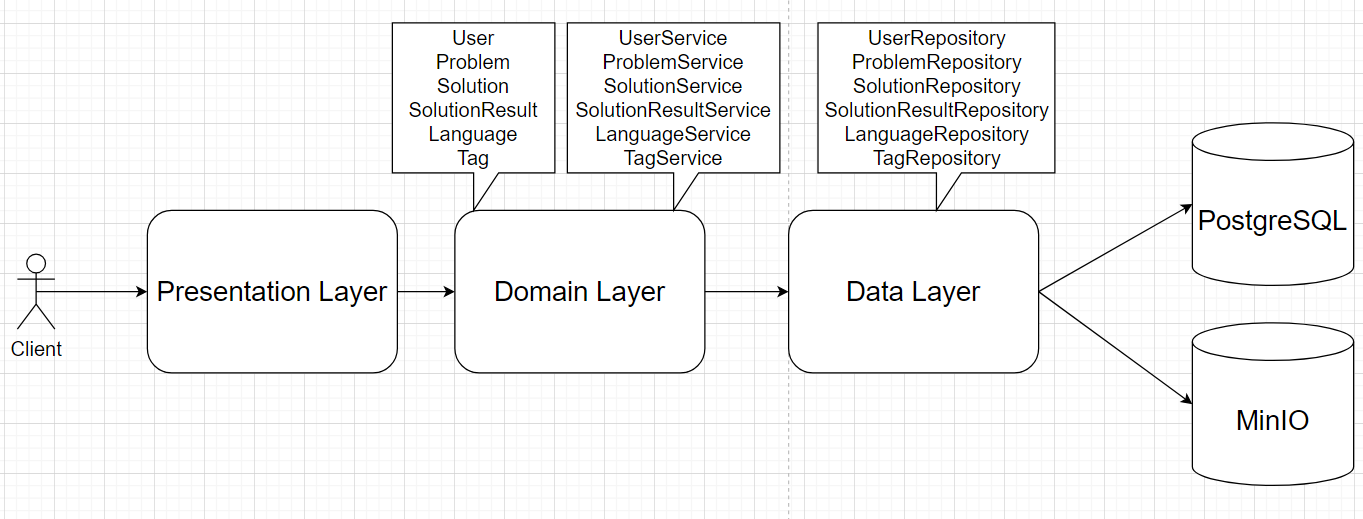 User
Problem
Solution
SolutionResult
Language
Tag
UserService
ProblemService
SolutionService
SolutionResultService
LanguageService
TagService
UserRepository
ProblemRepository
SolutionRepository
SolutionResultRepository
LanguageRepository
TagRepository
Client
Presentation Layer
Domain Layer
Data Layer
PostgreSQL
MinIO